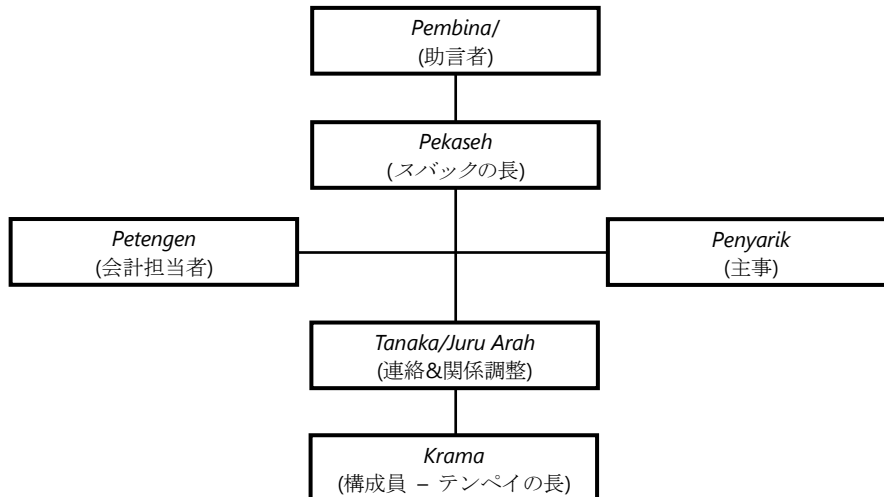 Pembina/
(助言者)
Pekaseh
(スバックの長)
Petengen
(会計担当者)
Penyarik
(主事)
Tanaka/Juru Arah
(連絡&関係調整)
Krama
(構成員 – テンペイの長)